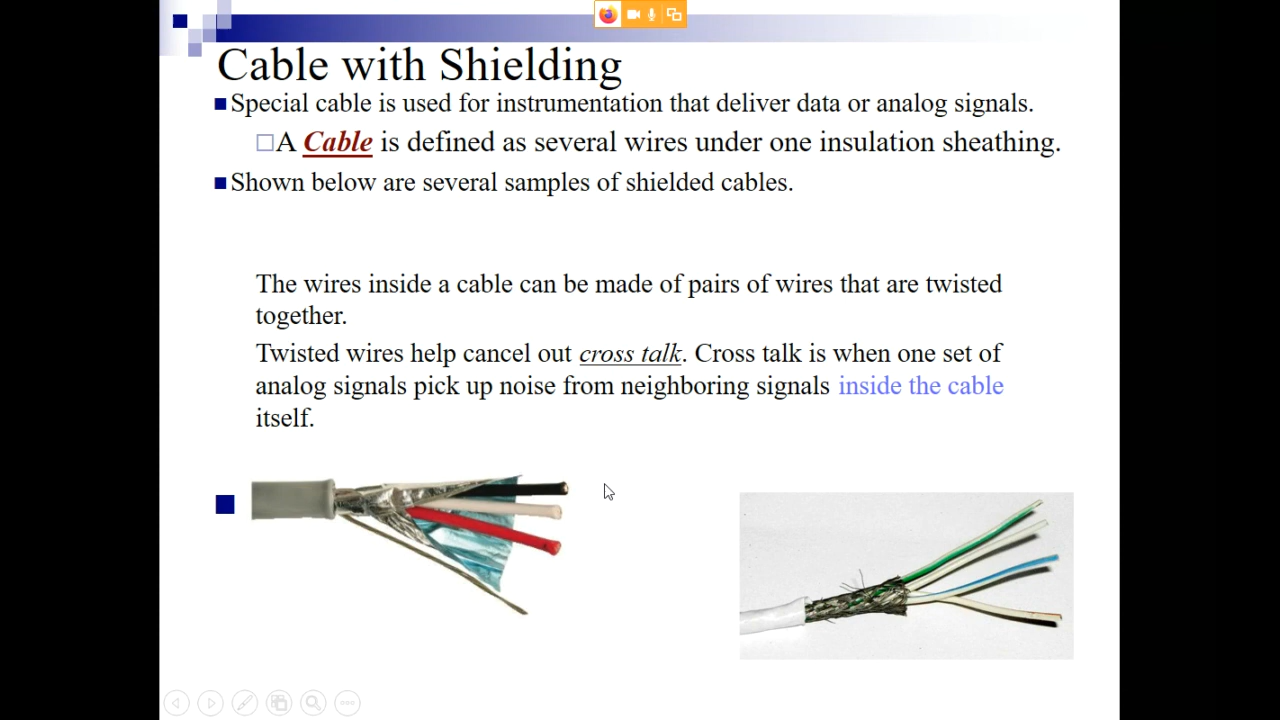 Cable with Shielding
Special cable is used for instrumentation that deliver data or analog signals.
A Cable is defined as several wires under one insulation sheathing.
Shown below are several samples of shielded cables.
The wires inside a cable can be made of pairs of wires that are twisted
together.
Twisted wires help cancel out cross talk. Cross talk is when one set of
analog signals pick up noise from neighboring signals inside the cable
itself.